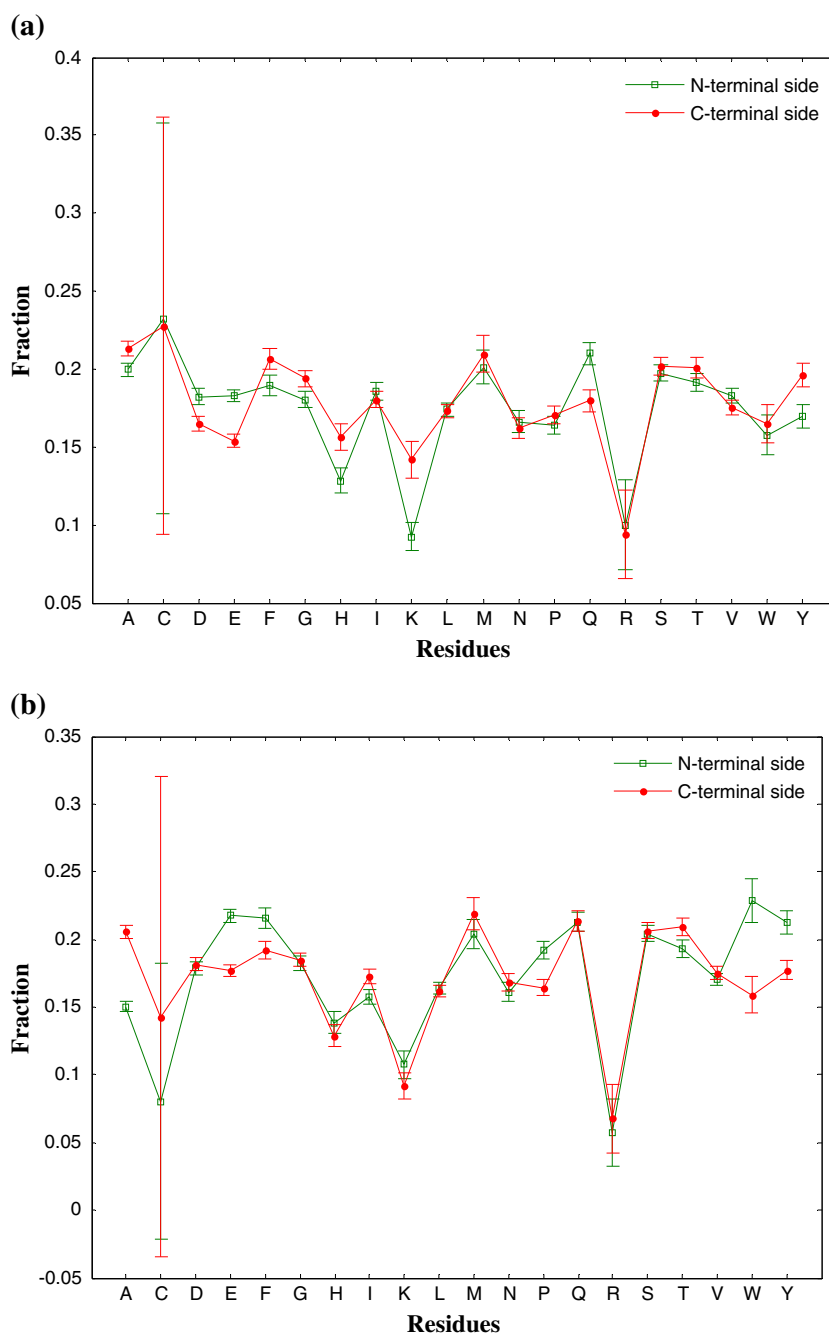 (a)
0.4
N-terminal side
C-terminal side
0.35
0.3
0.25
0.2
0.15
0.1
0.05
Fraction
A C D E F G H I K L M N P Q R S T V W Y
Residues
(b)
0.35
N-terminal side
C-terminal side
0.3
0.25
0.2
0.15
0.1
0.05
0
-0.05
Fraction
A C D E F G H I K L M N P Q R S T V W Y
Residues